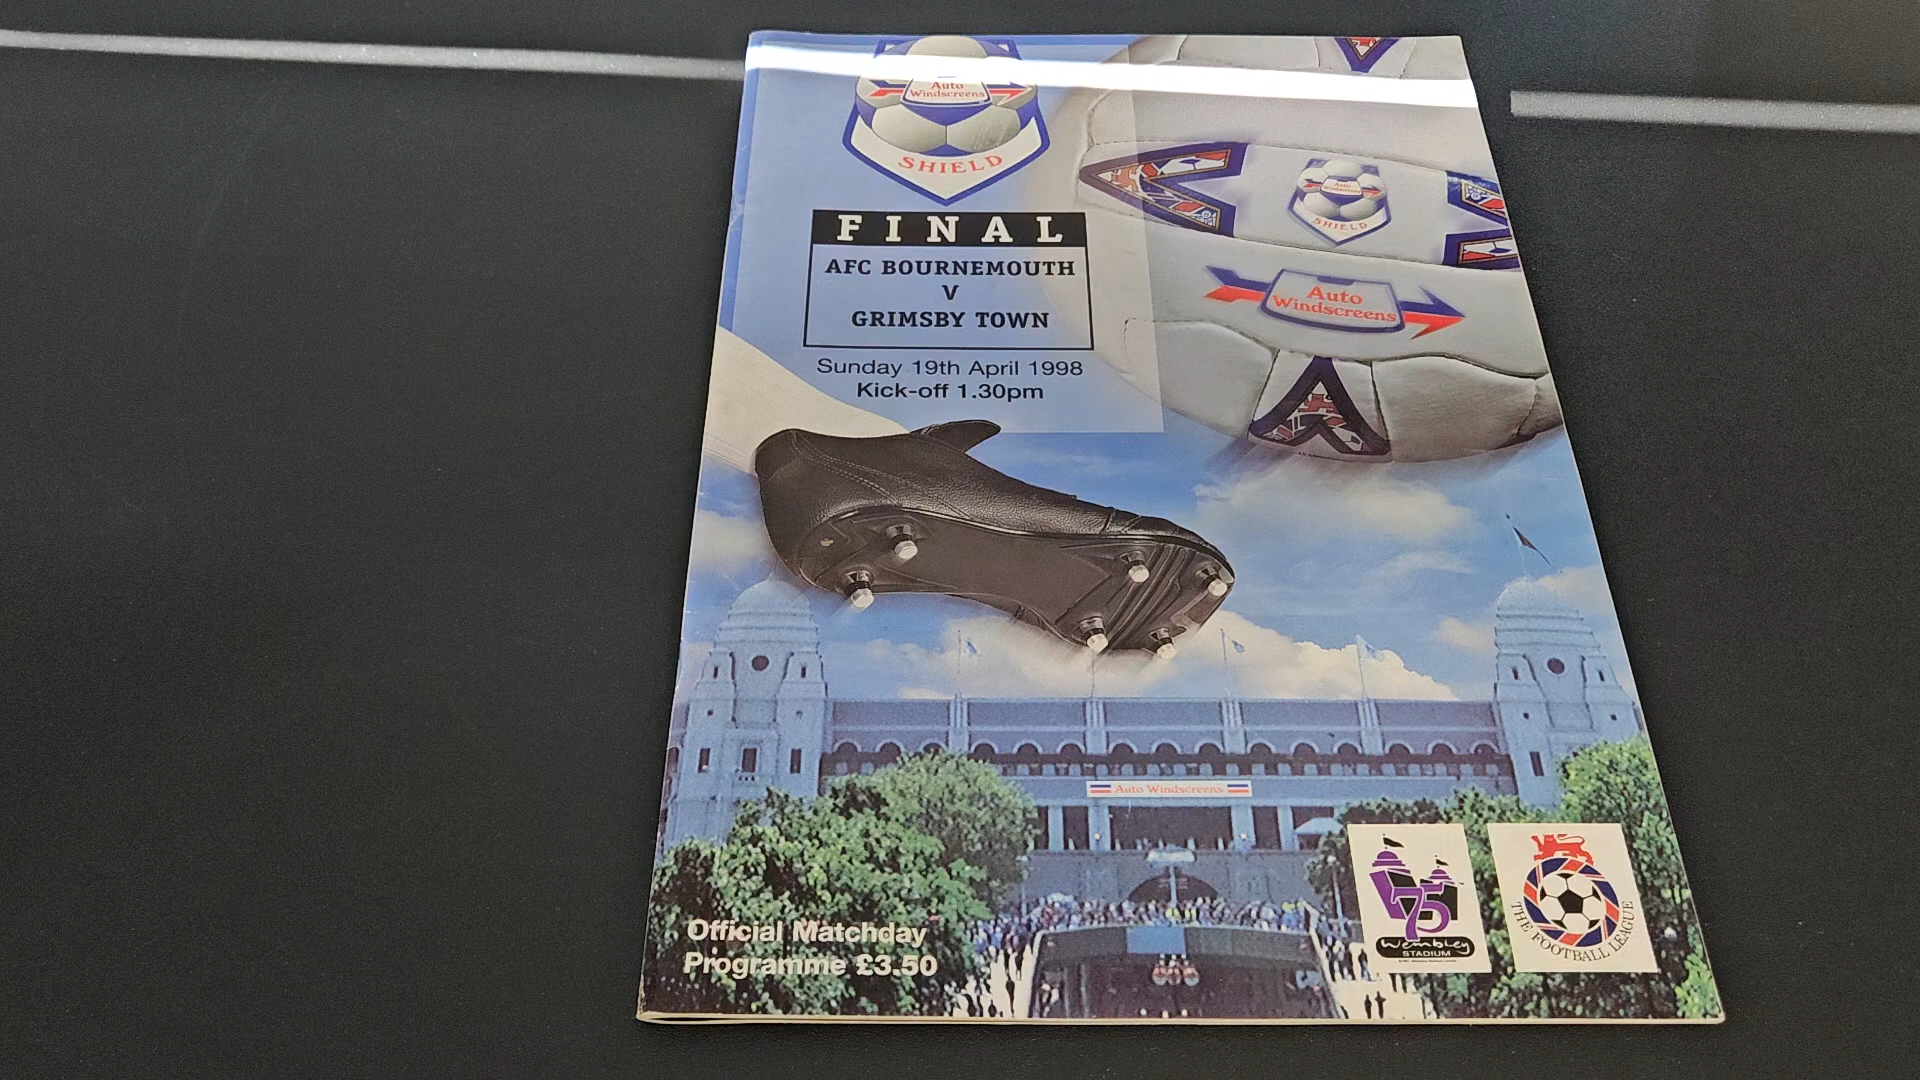 Auto
Windscreens
SHIELD
FINAL
AFC BOURNEMOUTH
V
GRIMSBY TOWN
Sunday 19th April 1998
Kick-off 1.30pm
Auto
Windscreens
SHIELD
Auto
Windscreens
Auto Windscreens
Official Matchday
Programme £3.50
75
Wembley
STADIUM
THE FOOTBALL LEAGUE